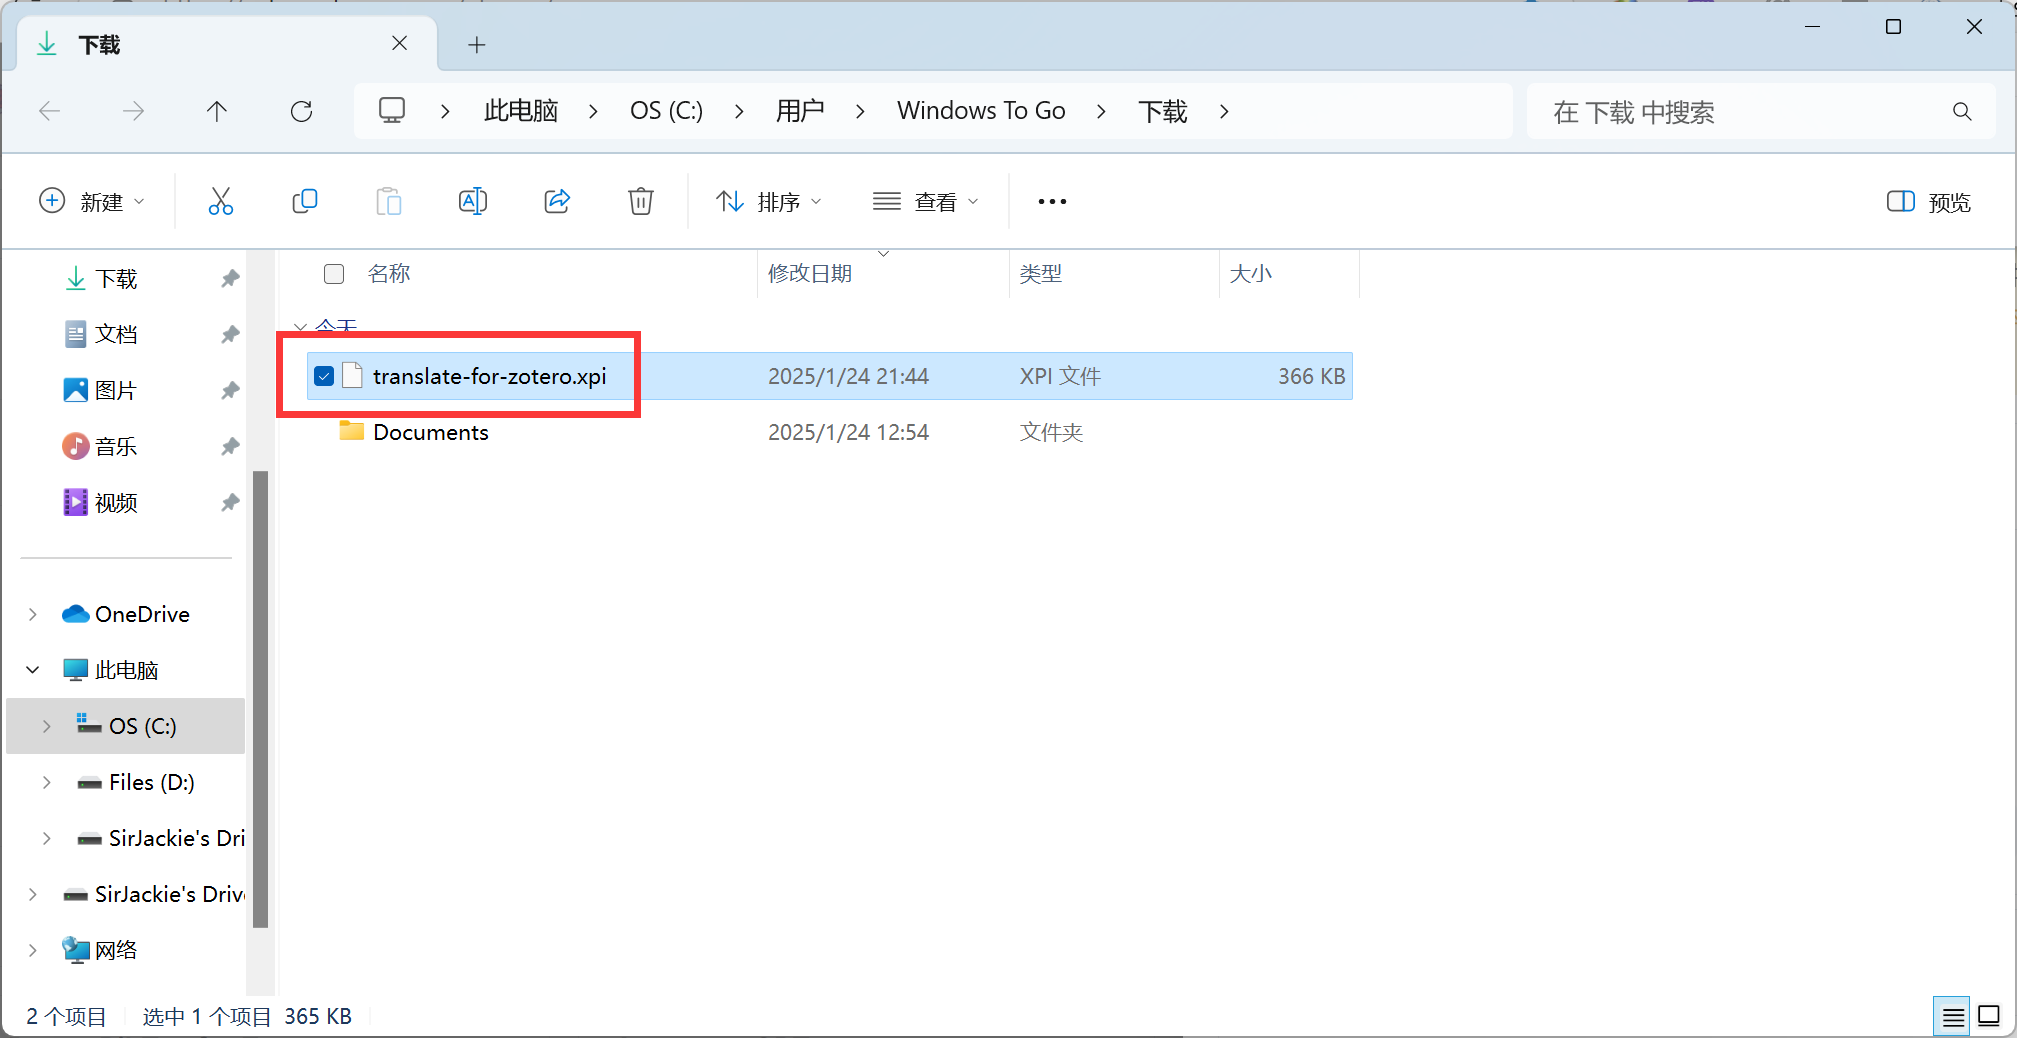 下载
此电脑 OS (C:) 用户 Windows To Go 下载
在 下载 中搜索
新建 排序 查看 预览
下载
文档
图片
音乐
视频
OneDrive
此电脑
OS (C:)
Files (D:)
SirJackie's Dri
SirJackie's Driv
网络
名称 修改日期 类型 大小
今天
translate-for-zotero.xpi 2025/1/24 21:44 XPI 文件 366 KB
Documents 2025/1/24 12:54 文件夹
2 个项目 选中 1 个项目 365 KB